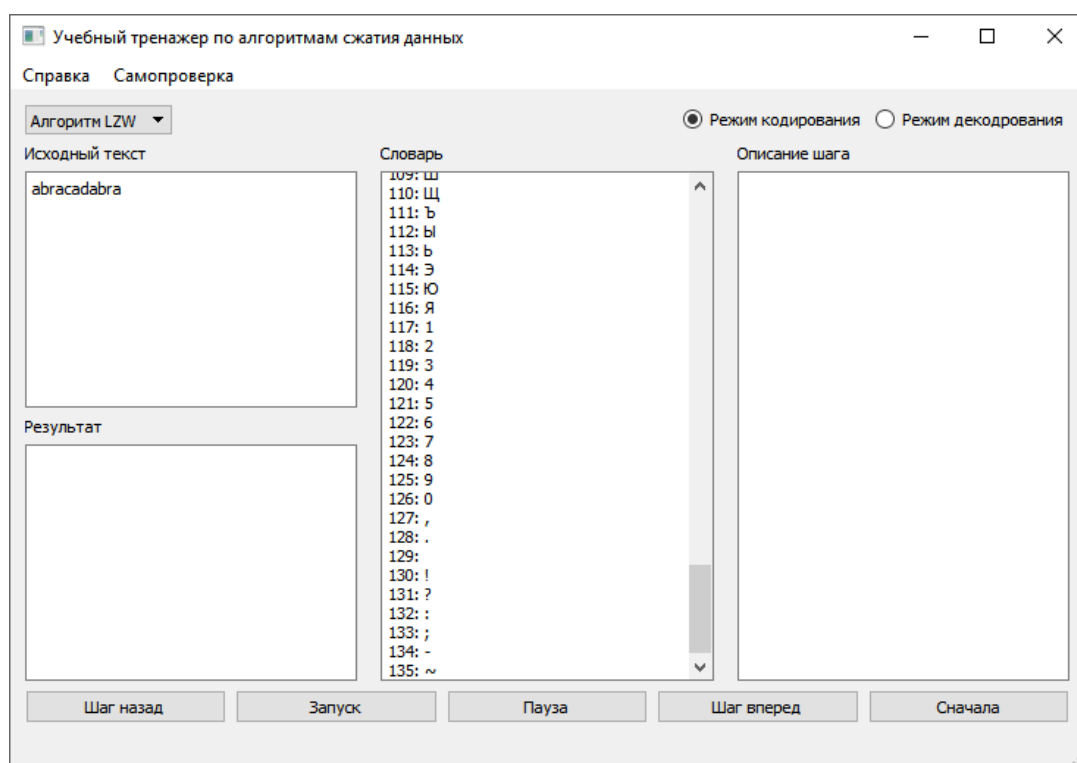 Учебный тренажер по алгоритмам сжатия данных
Справка Самопроверка
Алгоритм LZW
Режим кодирования Режим декодрования
Исходный текст
abracadabra
Результат
Словарь
109: Ш
110: Щ
111: Ъ
112: Ы
113: Ь
114: Э
115: Ю
116: Я
117: 1
118: 2
119: 3
120: 4
121: 5
122: 6
123: 7
124: 8
125: 9
126: 0
127: ,
128: .
129:
130: !
131: ?
132: :
133: ;
134: -
135: ~
Описание шага
Шаг назад Запуск Пауза Шаг вперед Сначала